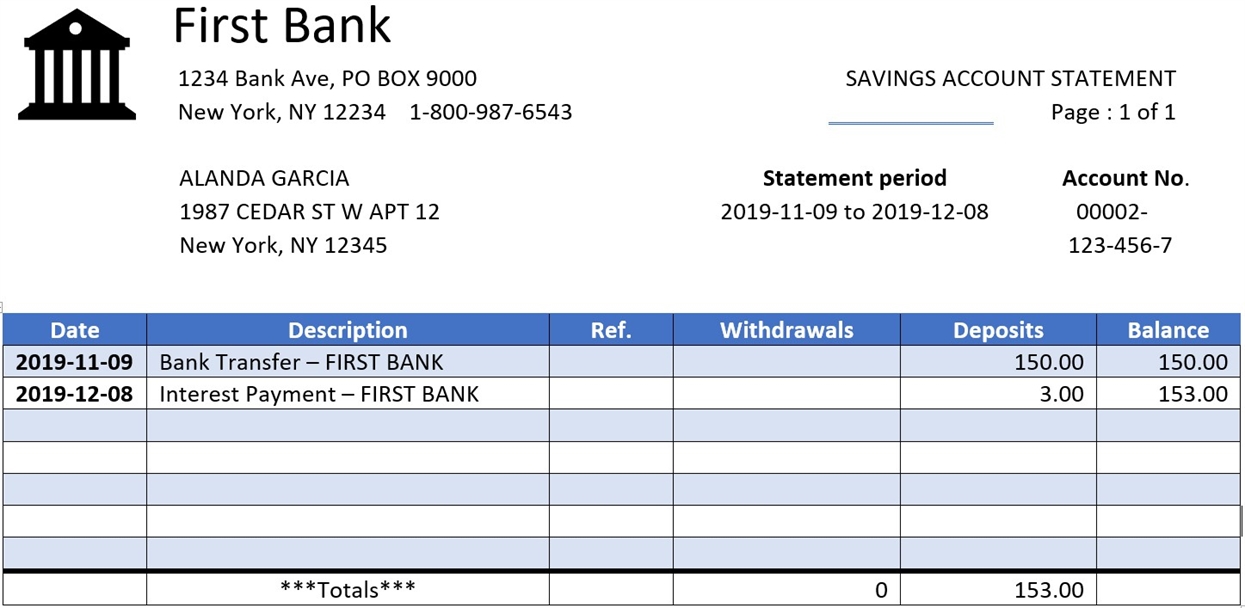 First Bank
1234 Bank Ave, PO BOX 9000
New York, NY 12234 1-800-987-6543
SAVINGS ACCOUNT STATEMENT
Page : 1 of 1
ALANDA GARCIA
1987 CEDAR ST W APT 12
New York, NY 12345
Statement period
2019-11-09 to 2019-12-08
Account No.
00002-
123-456-7
Date Description Ref. Withdrawals Deposits Balance
2019-11-09 Bank Transfer – FIRST BANK 150.00 150.00
2019-12-08 Interest Payment – FIRST BANK 3.00 153.00
***Totals*** 0 153.00